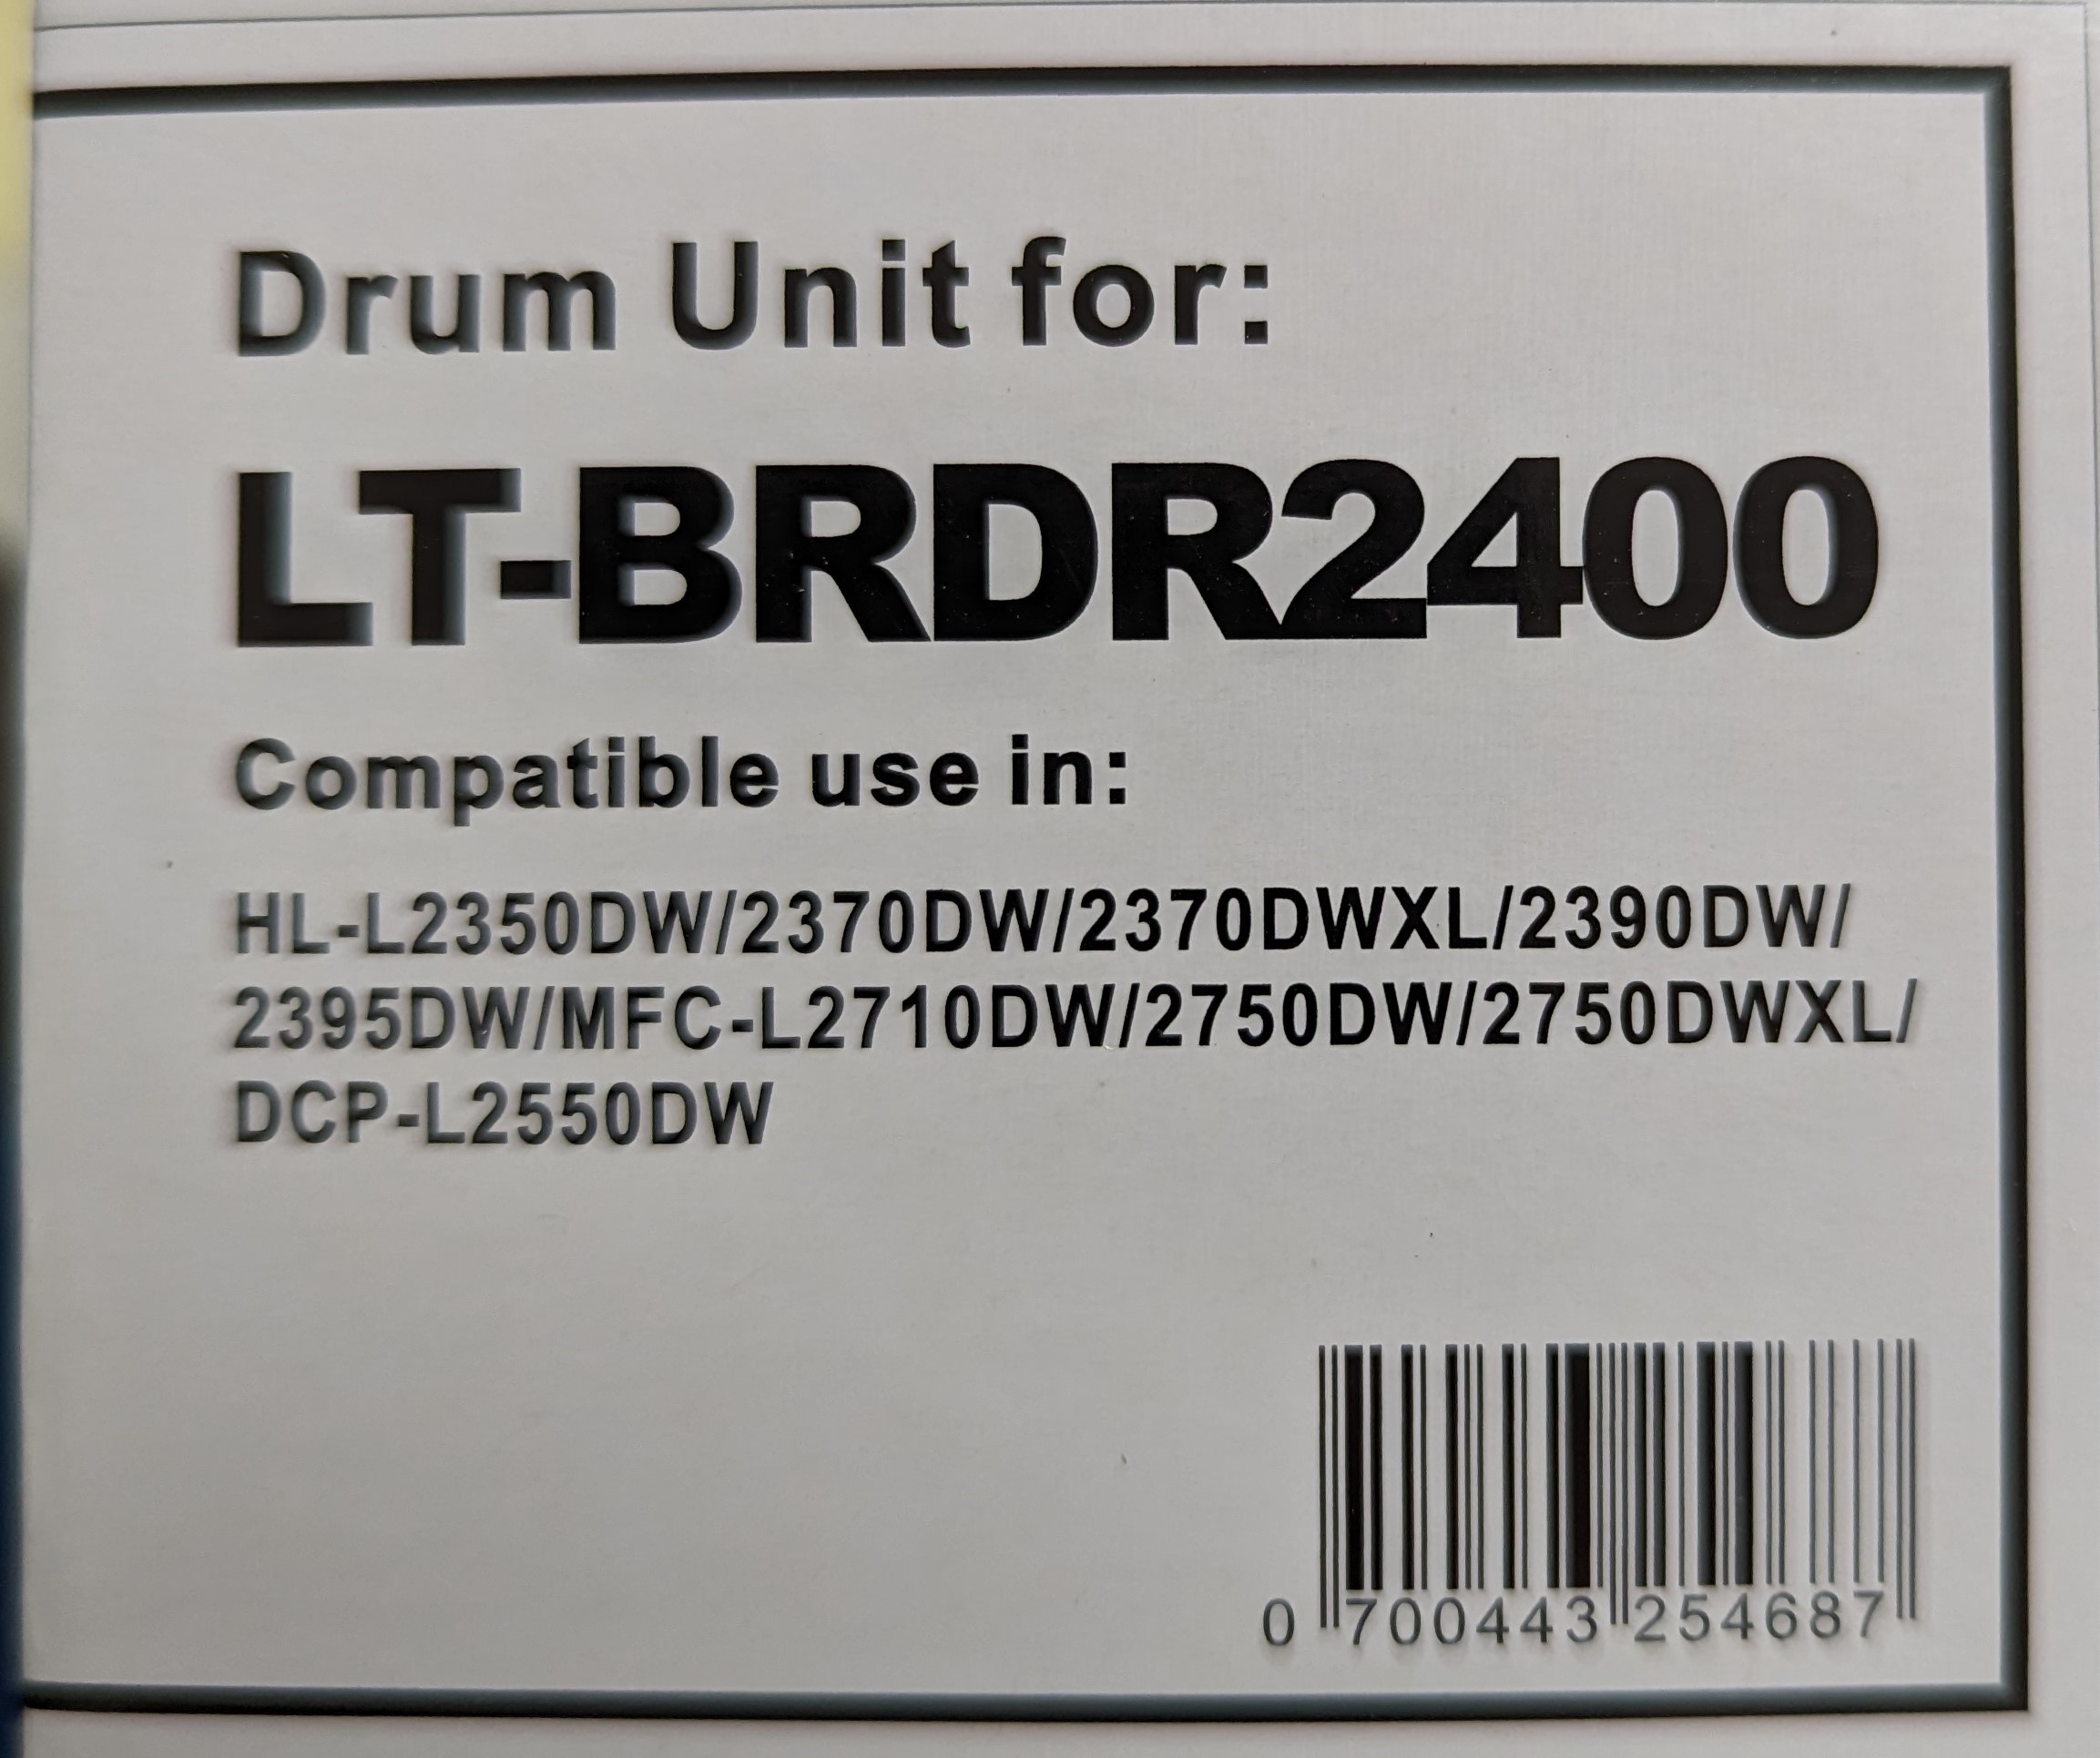 Drum Unit for:
LT-BRDR2400
Compatible use in:
HL-L2350DW/2370DW/2370DWXL/2390DW/
2395DW/MFC-L2710DW/2750DW/2750DWXL/
DCP-L2550DW
0 700443 254687